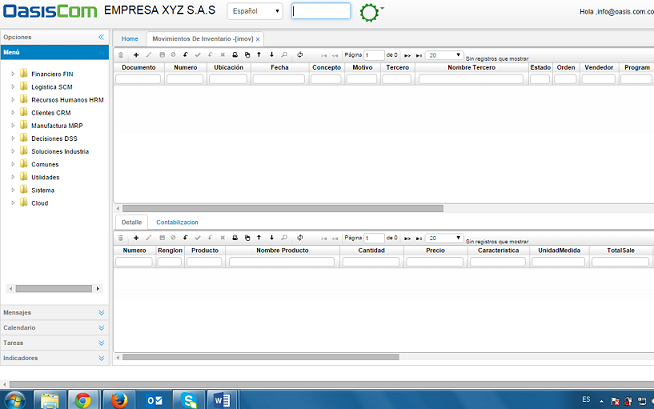 OasisCom EMPRESA XYZ S.A.S Español Hola ,info@oasis.com.co
Opciones
Menú
Financiero FIN
Logística SCM
Recursos Humanos HRM
Clientes CRM
Manufactura MRP
Decisiones DSS
Soluciones Industria
Comunes
Utilidades
Sistema
Cloud
Mensajes
Calendario
Tareas
Indicadores
Home Movimientos De Inventario -[imov] x
Página 1 de 0 20 Sin registros que mostrar
Documento Numero Ubicación Fecha Concepto Motivo Tercero Nombre Tercero Estado Orden Vendedor Program
Detalle Contabilizacion
Página 1 de 0 20 Sin registros que mostrar
Numero Renglon Producto Nombre Producto Cantidad Precio Caracteristica UnidadMedida TotalSale
ES